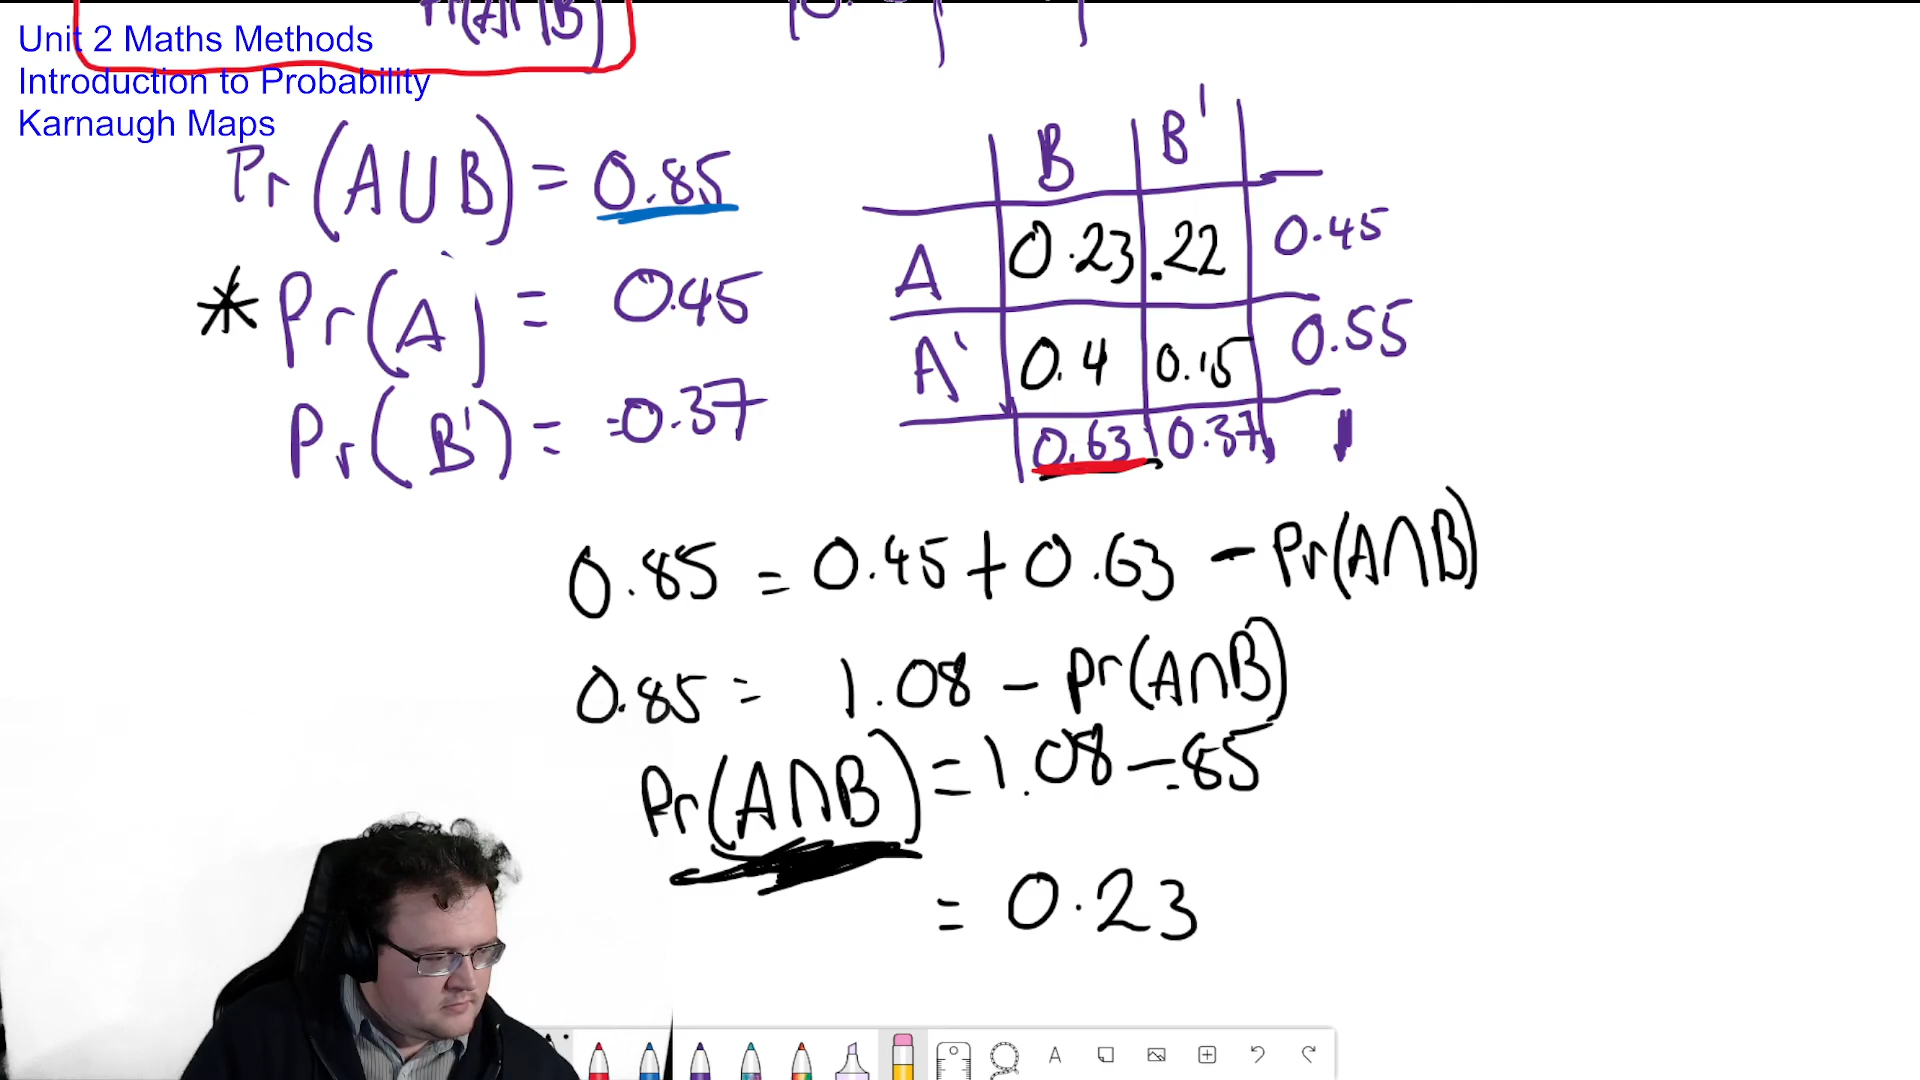 Pr(A∩B)
Unit 2 Maths Methods
Introduction to Probability
Karnaugh Maps
Pr(A∪B) = 0.85
* Pr(A) = 0.45
Pr(B') = 0.37
B B'
A 0.23 .22 0.45
A' 0.4 0.15 0.55
0.63 0.37 1
0.85 = 0.45 + 0.63 - Pr(A∩B)
0.85 = 1.08 - Pr(A∩B)
Pr(A∩B) = 1.08 - .85
= 0.23
A